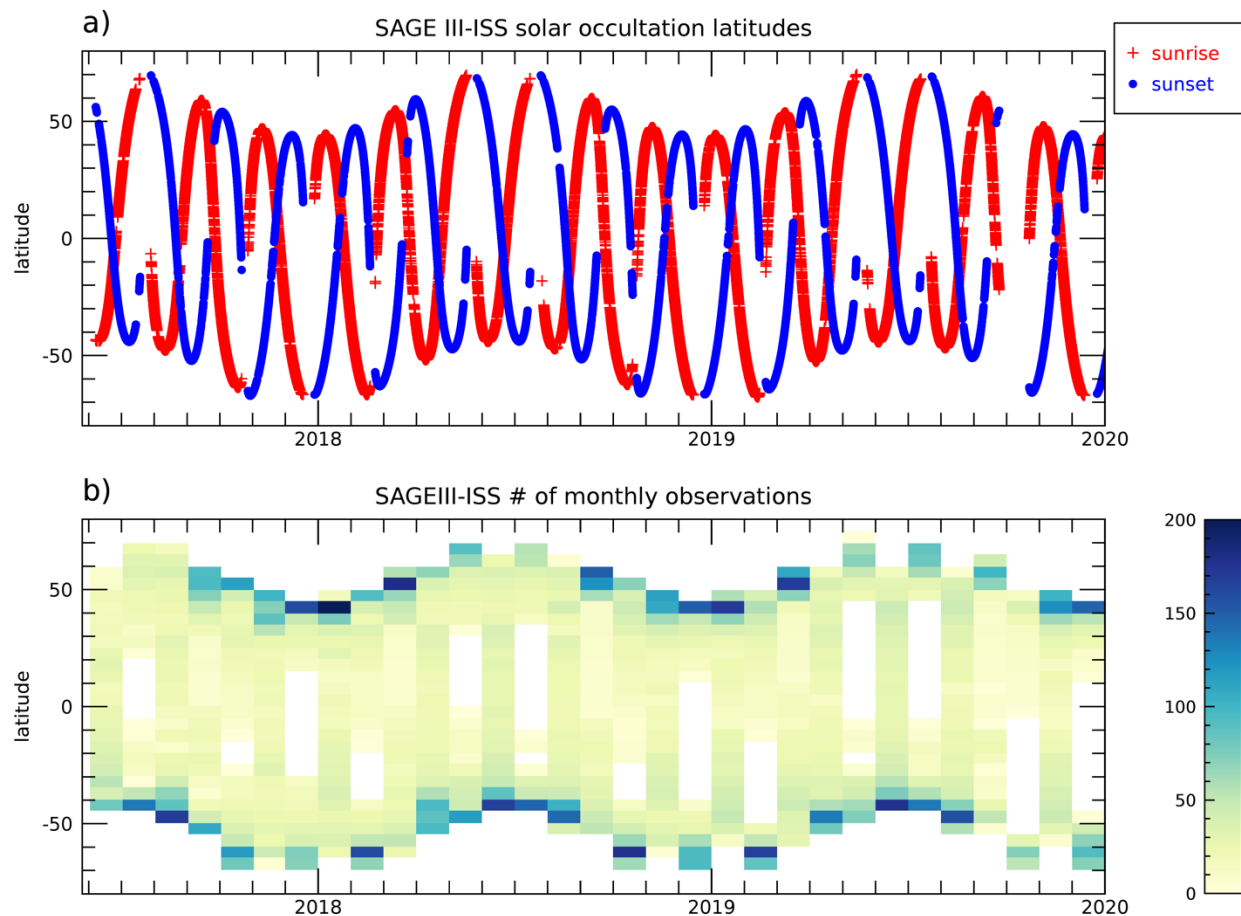 a)
SAGE III-ISS solar occultation latitudes
+ sunrise
• sunset
latitude
50
0
-50
2018 2019 2020
b)
SAGEIII-ISS # of monthly observations
latitude
50
0
-50
2018 2019 2020
200
150
100
50
0